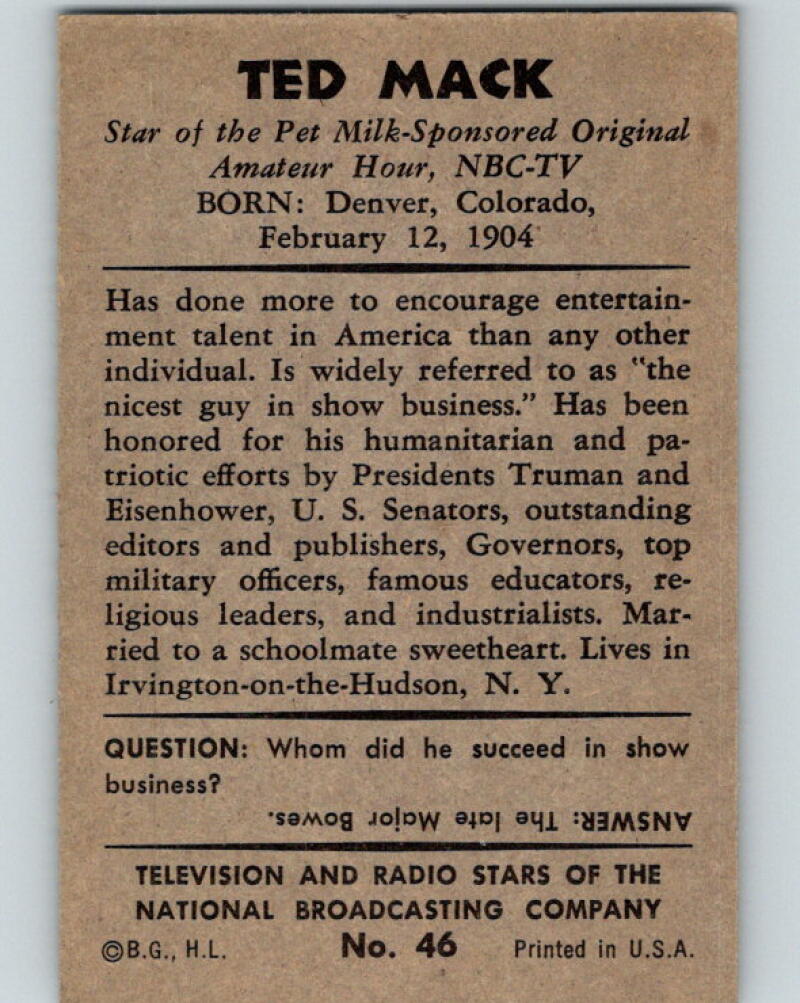 TED MACK
Star of the Pet Milk-Sponsored Original
Amateur Hour, NBC-TV
BORN: Denver, Colorado,
February 12, 1904
Has done more to encourage entertain-
ment talent in America than any other
individual. Is widely referred to as "the
nicest guy in show business." Has been
honored for his humanitarian and pa-
triotic efforts by Presidents Truman and
Eisenhower, U. S. Senators, outstanding
editors and publishers, Governors, top
military officers, famous educators, re-
ligious leaders, and industrialists. Mar-
ried to a schoolmate sweetheart. Lives in
Irvington-on-the-Hudson, N. Y.
QUESTION: Whom did he succeed in show
business?
ANSWER: The late Major Bowes.
TELEVISION AND RADIO STARS OF THE
NATIONAL BROADCASTING COMPANY
©B.G., H.L. No. 46 Printed in U.S.A.